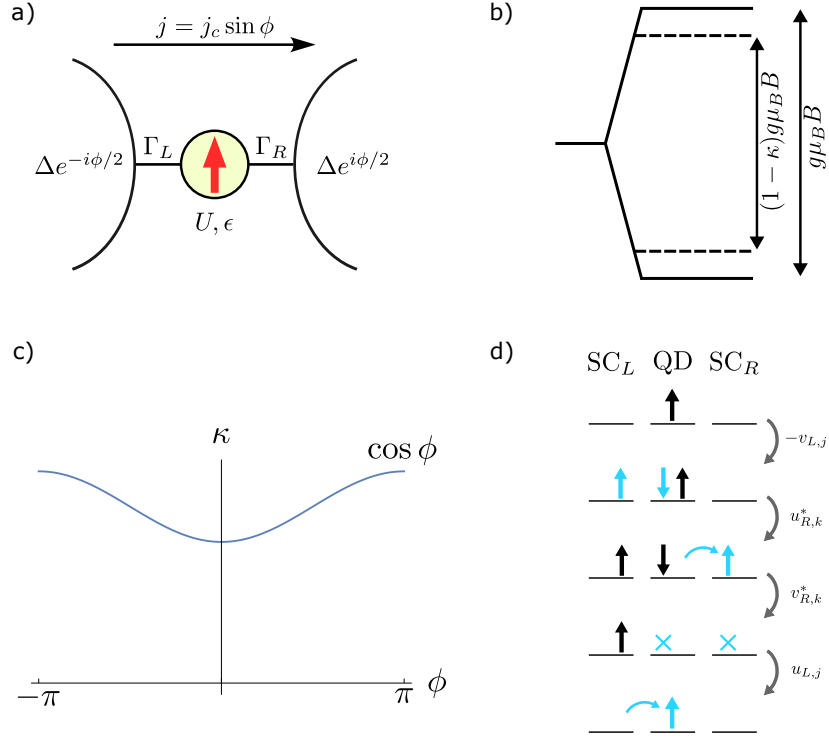 a)
j = j_c sin ϕ
Δe^{-iϕ/2}
Γ_L
Γ_R
Δe^{iϕ/2}
U, ϵ
b)
(1 − κ)gμ_B B
gμ_B B
c)
κ
cos ϕ
−π
π
ϕ
d)
SC_L QD SC_R
−v_{L,j}
u^*_{R,k}
v^*_{R,k}
u_{L,j}